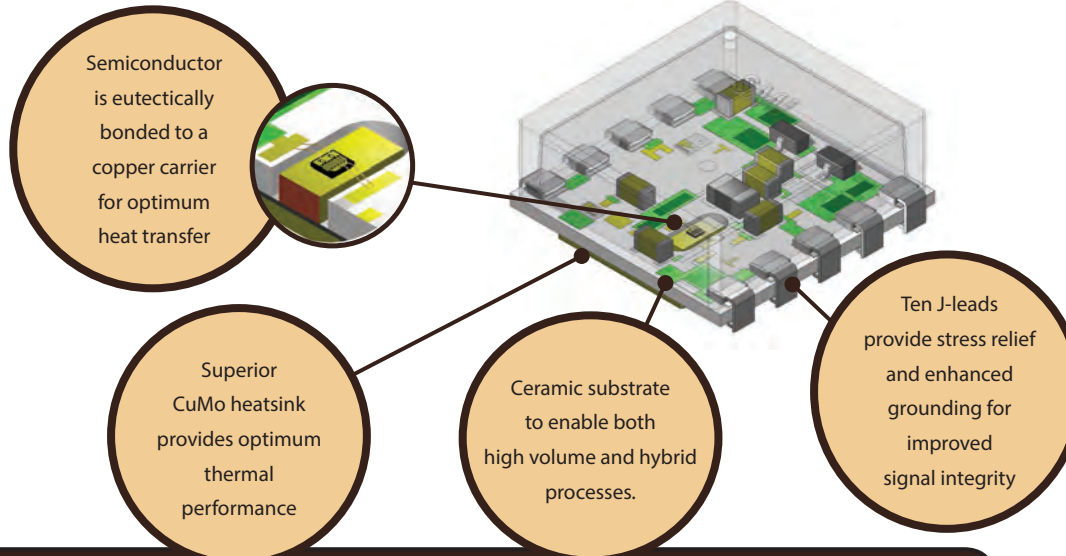 Semiconductor
is eutectically
bonded to a
copper carrier
for optimum
heat transfer
Superior
CuMo heatsink
provides optimum
thermal
performance
Ceramic substrate
to enable both
high volume and hybrid
processes.
Ten J-leads
provide stress relief
and enhanced
grounding for
improved
signal integrity